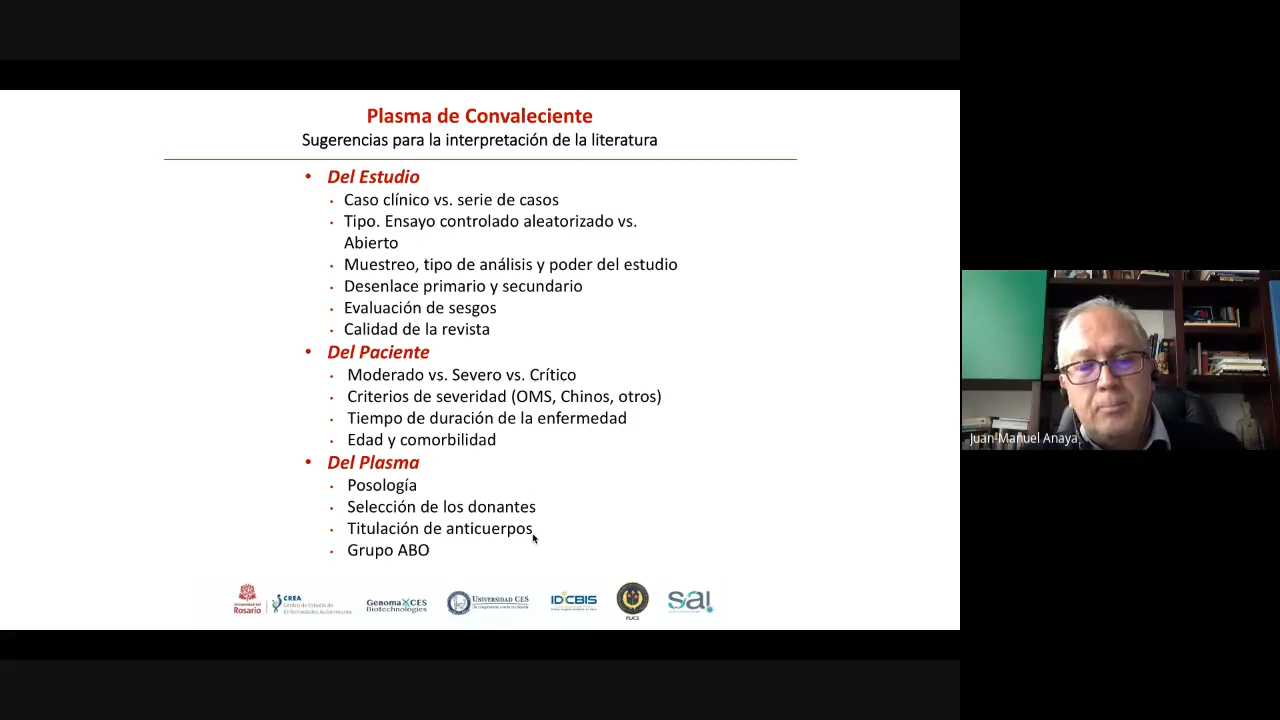 Plasma de Convaleciente
Sugerencias para la interpretación de la literatura
• Del Estudio
• Caso clínico vs. serie de casos
• Tipo. Ensayo controlado aleatorizado vs.
Abierto
• Muestreo, tipo de análisis y poder del estudio
• Desenlace primario y secundario
• Evaluación de sesgos
• Calidad de la revista
• Del Paciente
• Moderado vs. Severo vs. Crítico
• Criterios de severidad (OMS, Chinos, otros)
• Tiempo de duración de la enfermedad
• Edad y comorbilidad
• Del Plasma
• Posología
• Selección de los donantes
• Titulación de anticuerpos
• Grupo ABO
Universidad del
Rosario
CREA
Centro de Estudio de
Enfermedades Autoinmunes
Genoma CES
Biotechnologies
UNIVERSIDAD CES
IDCBIS
FUCS
sai
Juan-Manuel Anaya